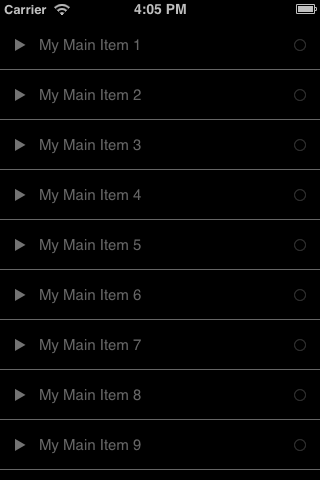 Carrier 4:05 PM
My Main Item 1
My Main Item 2
My Main Item 3
My Main Item 4
My Main Item 5
My Main Item 6
My Main Item 7
My Main Item 8
My Main Item 9